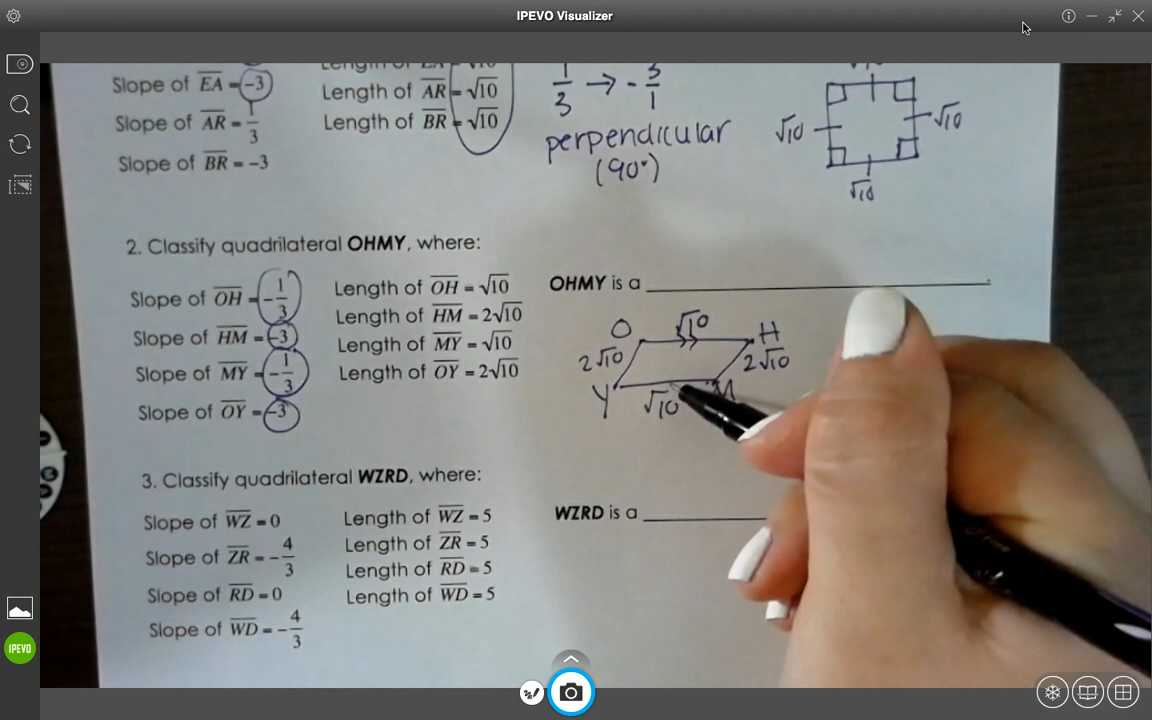 IPEVO Visualizer
Slope of EA = -3
Length of AR = √10
Slope of AR = 1/3
Length of BR = √10
Slope of BR = -3
1/3 → - 3/1
perpendicular
(90°)
√10
√10
√10
2. Classify quadrilateral OHMY, where:
Slope of OH = -1/3
Slope of HM = -3
Slope of MY = -1/3
Slope of OY = -3
Length of OH = √10
Length of HM = 2√10
Length of MY = √10
Length of OY = 2√10
OHMY is a
O √10 H
2√10 2√10
Y √10 M
3. Classify quadrilateral WZRD, where:
Slope of WZ = 0
Slope of ZR = -4/3
Slope of RD = 0
Slope of WD = -4/3
Length of WZ = 5
Length of ZR = 5
Length of RD = 5
Length of WD = 5
WZRD is a
IPEVO